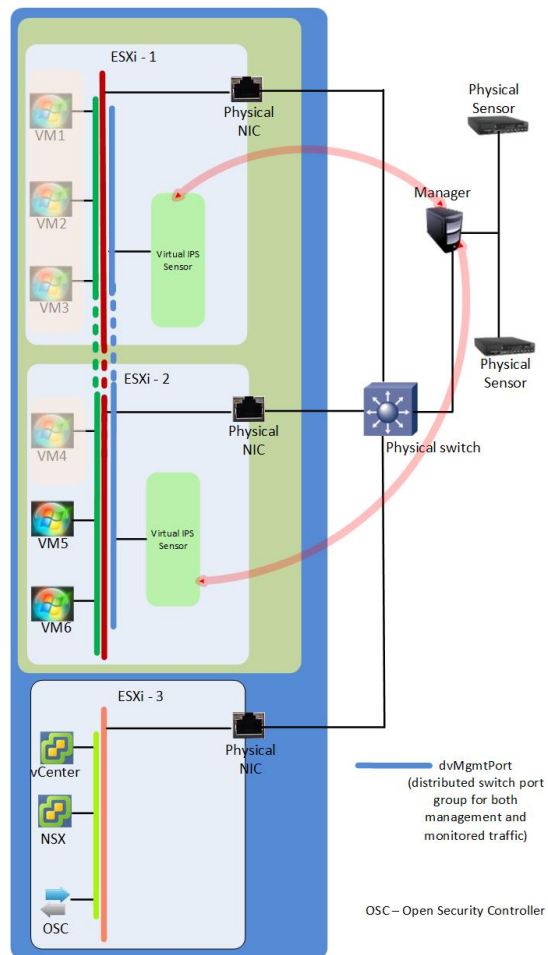 ESXi - 1
VM1
VM2
VM3
Physical
NIC
Virtual IPS
Sensor
Physical
Sensor
Manager
Physical
Sensor
ESXi - 2
VM4
VM5
VM6
Physical
NIC
Virtual IPS
Sensor
Physical switch
ESXi - 3
vCenter
NSX
OSC
Physical
NIC
dvMgmtPort
(distributed switch port
group for both
management and
monitored traffic)
OSC – Open Security Controller